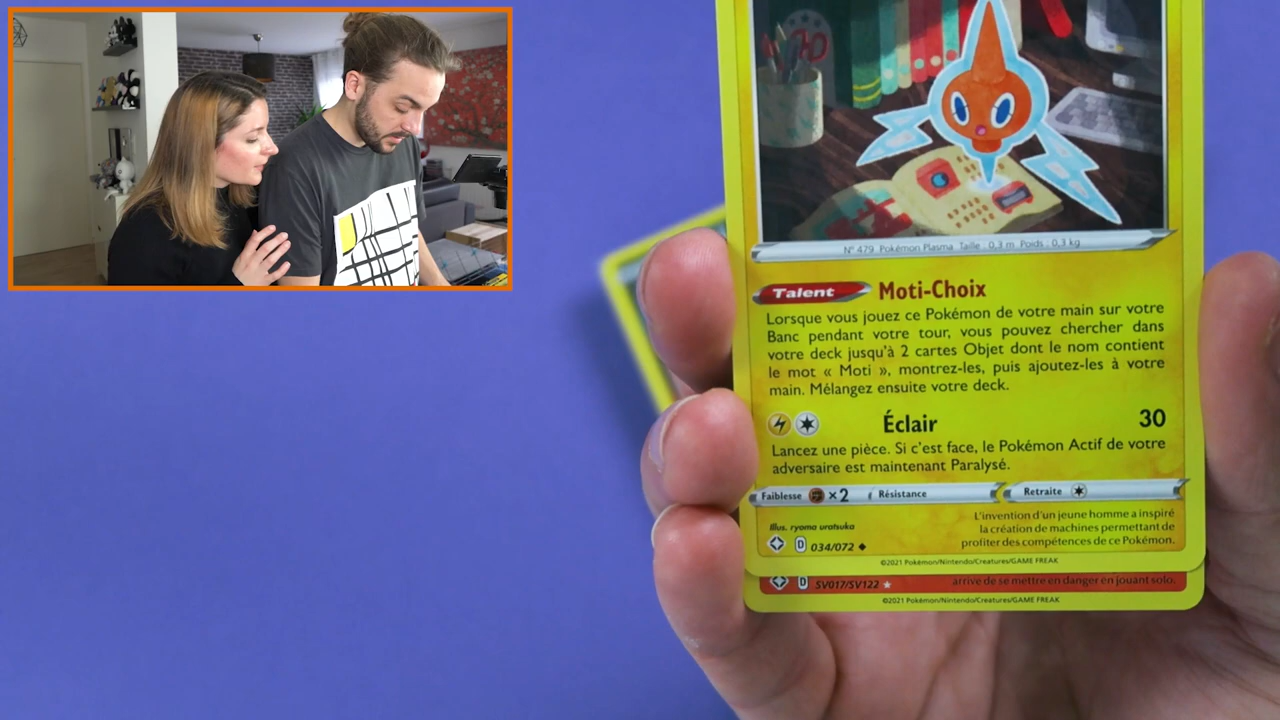 N° 479 Pokémon Plasma Taille : 0,3 m Poids : 0,3 kg
Talent Moti-Choix
Lorsque vous jouez ce Pokémon de votre main sur votre
Banc pendant votre tour, vous pouvez chercher dans
votre deck jusqu'à 2 cartes Objet dont le nom contient
le mot « Moti », montrez-les, puis ajoutez-les à votre
main. Mélangez ensuite votre deck.
Éclair 30
Lancez une pièce. Si c'est face, le Pokémon Actif de votre
adversaire est maintenant Paralysé.
Faiblesse ×2 Résistance Retraite
Illus. ryoma uratsuka
L'invention d'un jeune homme a inspiré
la création de machines permettant de
profiter des compétences de ce Pokémon.
D 034/072
©2021 Pokémon/Nintendo/Creatures/GAME FREAK
D SV017/SV122 arrive de se mettre en danger en jouant solo.
©2021 Pokémon/Nintendo/Creatures/GAME FREAK